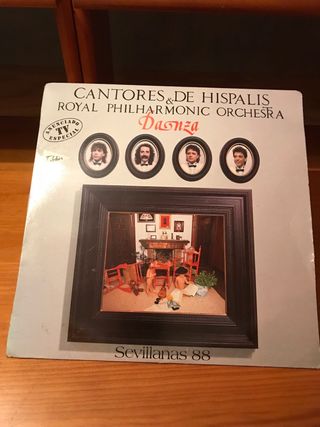 CANTORES DE HISPALIS
&
ROYAL PHILHARMONIC ORCHESTRA
Danza
ANUNCIADO
TV
ESPECIAL
Sevillanas 88